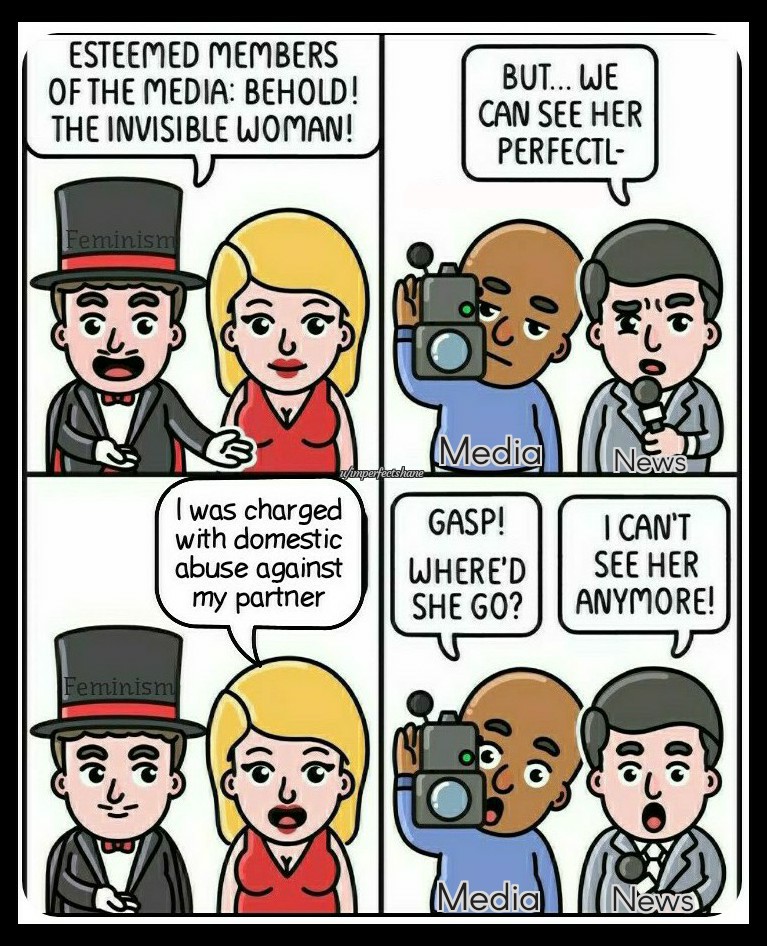 ESTEEMED MEMBERS
OF THE MEDIA: BEHOLD!
THE INVISIBLE WOMAN!
Feminism
BUT... WE
CAN SEE HER
PERFECTL-
Media
News
u/imperfectshane
I was charged
with domestic
abuse against
my partner
Feminism
GASP!
WHERE'D
SHE GO?
I CAN'T
SEE HER
ANYMORE!
Media
News